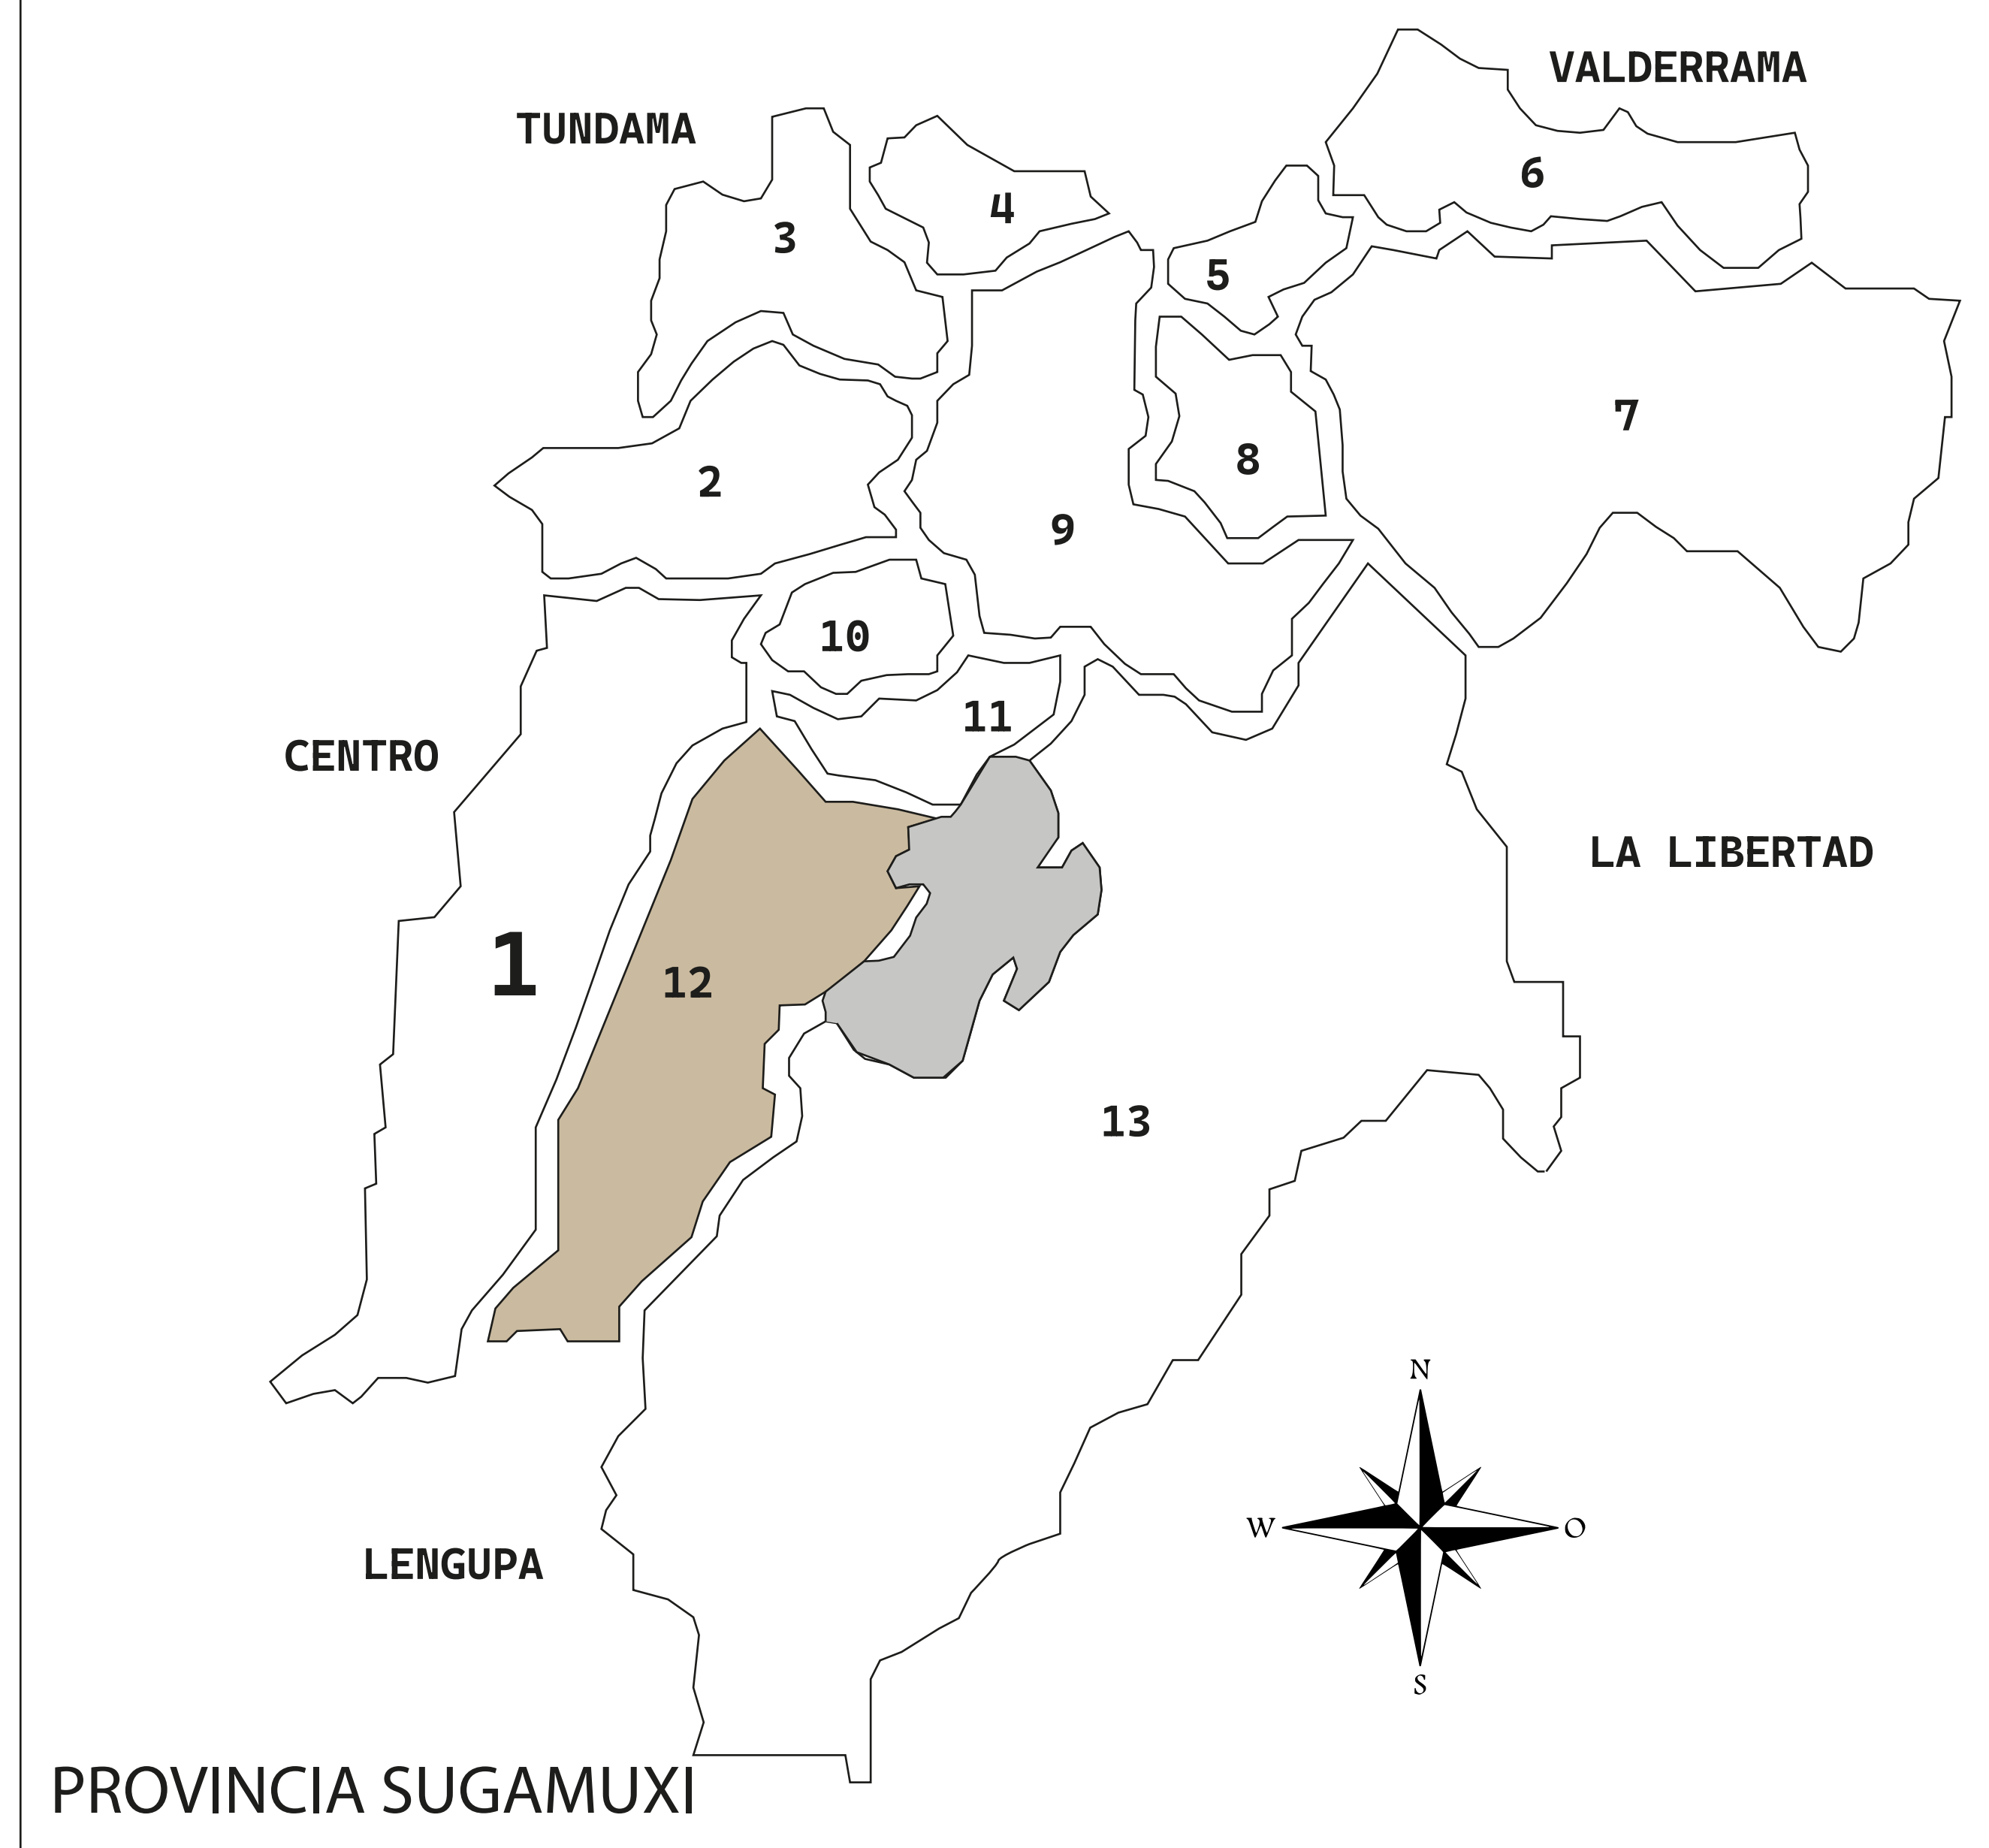 VALDERRAMA
TUNDAMA
6
4
3
5
7
8
2
9
10
11
CENTRO
LA LIBERTAD
1
12
13
N
W
O
LENGUPA
S
PROVINCIA SUGAMUXI